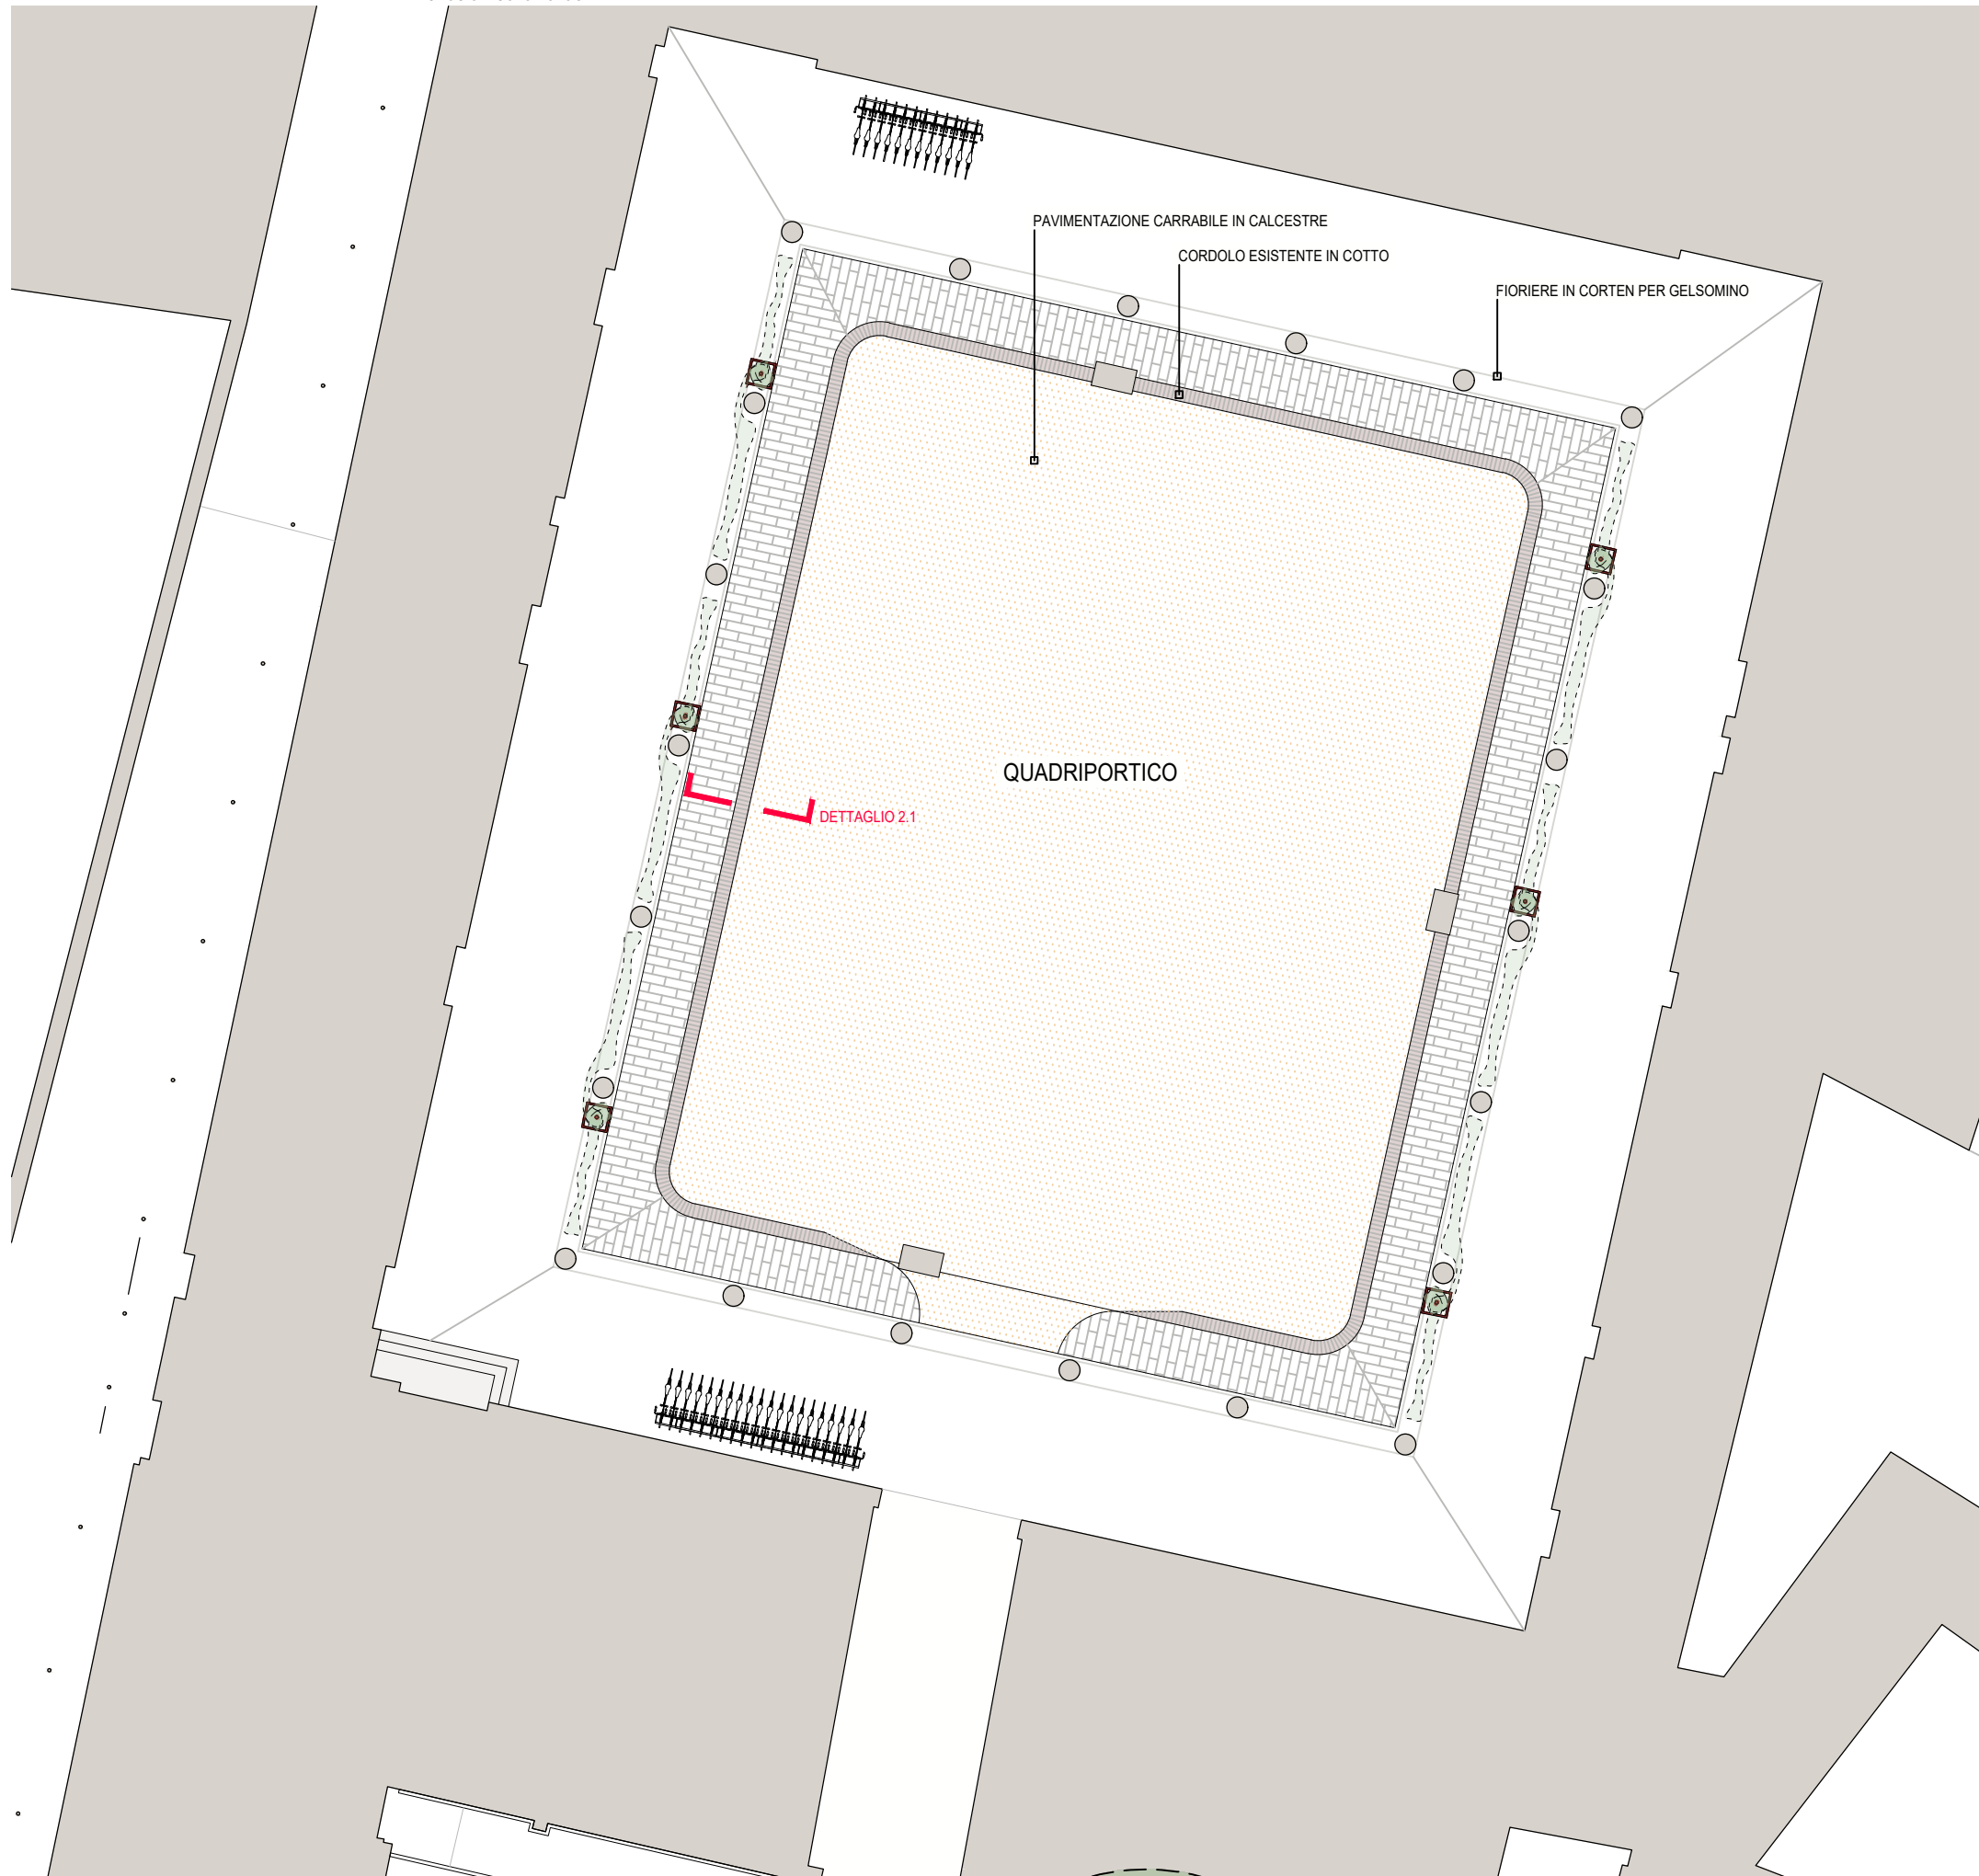 PAVIMENTAZIONE CARRABILE IN CALCESTRE
CORDOLO ESISTENTE IN COTTO
FIORIERE IN CORTEN PER GELSOMINO
QUADRIPORTICO
DETTAGLIO 2.1